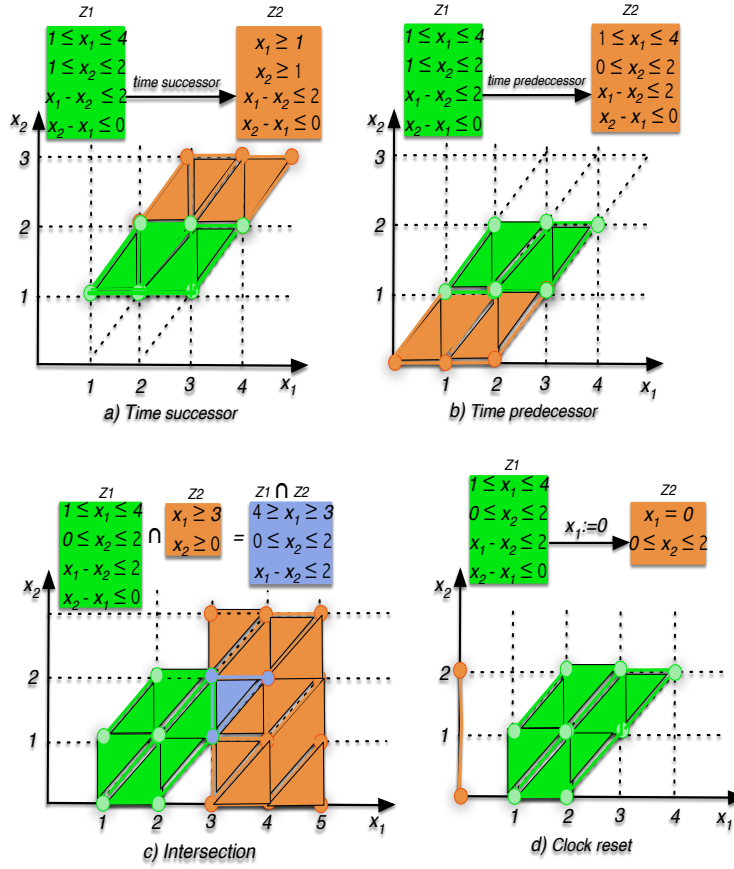 Z1
1 ≤ x1 ≤ 4
1 ≤ x2 ≤ 2
x1 - x2 ≤ 2
x2 - x1 ≤ 0
time successor
Z2
x1 ≥ 1
x2 ≥ 1
x1 - x2 ≤ 2
x2 - x1 ≤ 0
x2
3
2
1
1 2 3 4
x1
a) Time successor
Z1
1 ≤ x1 ≤ 4
1 ≤ x2 ≤ 2
x1 - x2 ≤ 2
x2 - x1 ≤ 0
time predeccessor
Z2
1 ≤ x1 ≤ 4
0 ≤ x2 ≤ 2
x1 - x2 ≤ 2
x2 - x1 ≤ 0
x2
3
2
1
1 2 3 4
x1
b) Time predecessor
Z1
1 ≤ x1 ≤ 4
0 ≤ x2 ≤ 2
x1 - x2 ≤ 2
x2 - x1 ≤ 0
∩
Z2
x1 ≥ 3
x2 ≥ 0
=
Z1 ∩ Z2
4 ≥ x1 ≥ 3
0 ≤ x2 ≤ 2
x1 - x2 ≤ 2
x2
2
1
1 2 3 4 5
x1
c) Intersection
Z1
1 ≤ x1 ≤ 4
0 ≤ x2 ≤ 2
x1 - x2 ≤ 2
x2 - x1 ≤ 0
x1:=0
Z2
x1 = 0
0 ≤ x2 ≤ 2
x2
2
1
1 2 3 4
x1
d) Clock reset